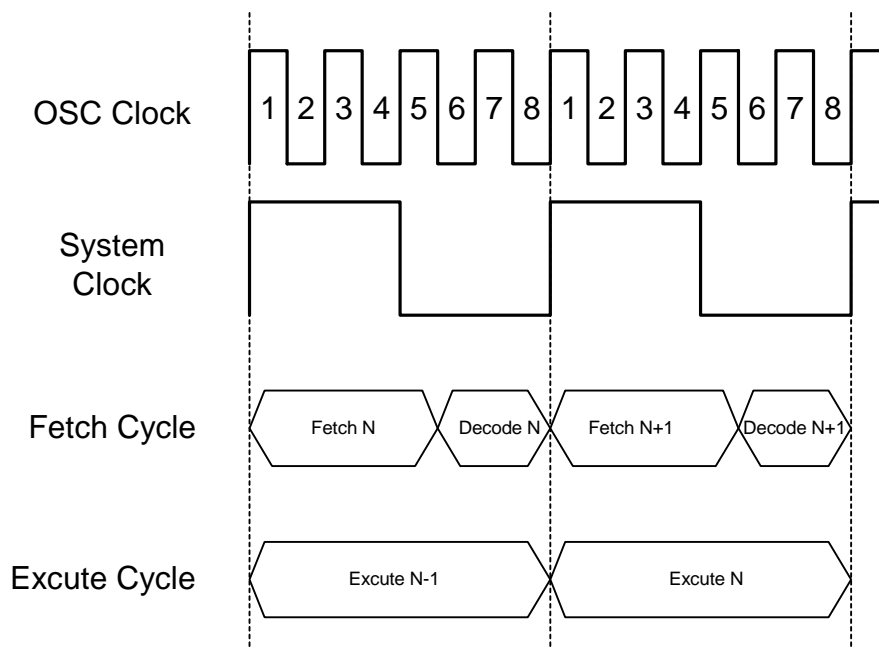 OSC Clock
1 2 3 4 5 6 7 8 1 2 3 4 5 6 7 8
System
Clock
Fetch Cycle
Fetch N
Decode N
Fetch N+1
Decode N+1
Excute Cycle
Excute N-1
Excute N